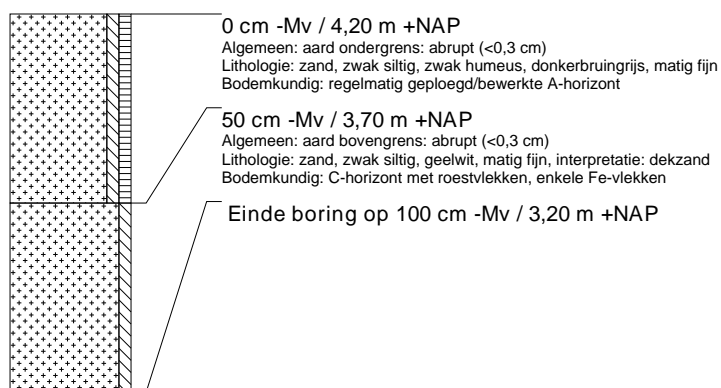 0 cm -Mv / 4,20 m +NAP
Algemeen: aard ondergrens: abrupt (<0,3 cm)
Lithologie: zand, zwak siltig, zwak humeus, donkerbruingrijs, matig fijn
Bodemkundig: regelmatig geploegd/bewerkte A-horizont
50 cm -Mv / 3,70 m +NAP
Algemeen: aard bovengrens: abrupt (<0,3 cm)
Lithologie: zand, zwak siltig, geelwit, matig fijn, interpretatie: dekzand
Bodemkundig: C-horizont met roestvlekken, enkele Fe-vlekken
Einde boring op 100 cm -Mv / 3,20 m +NAP